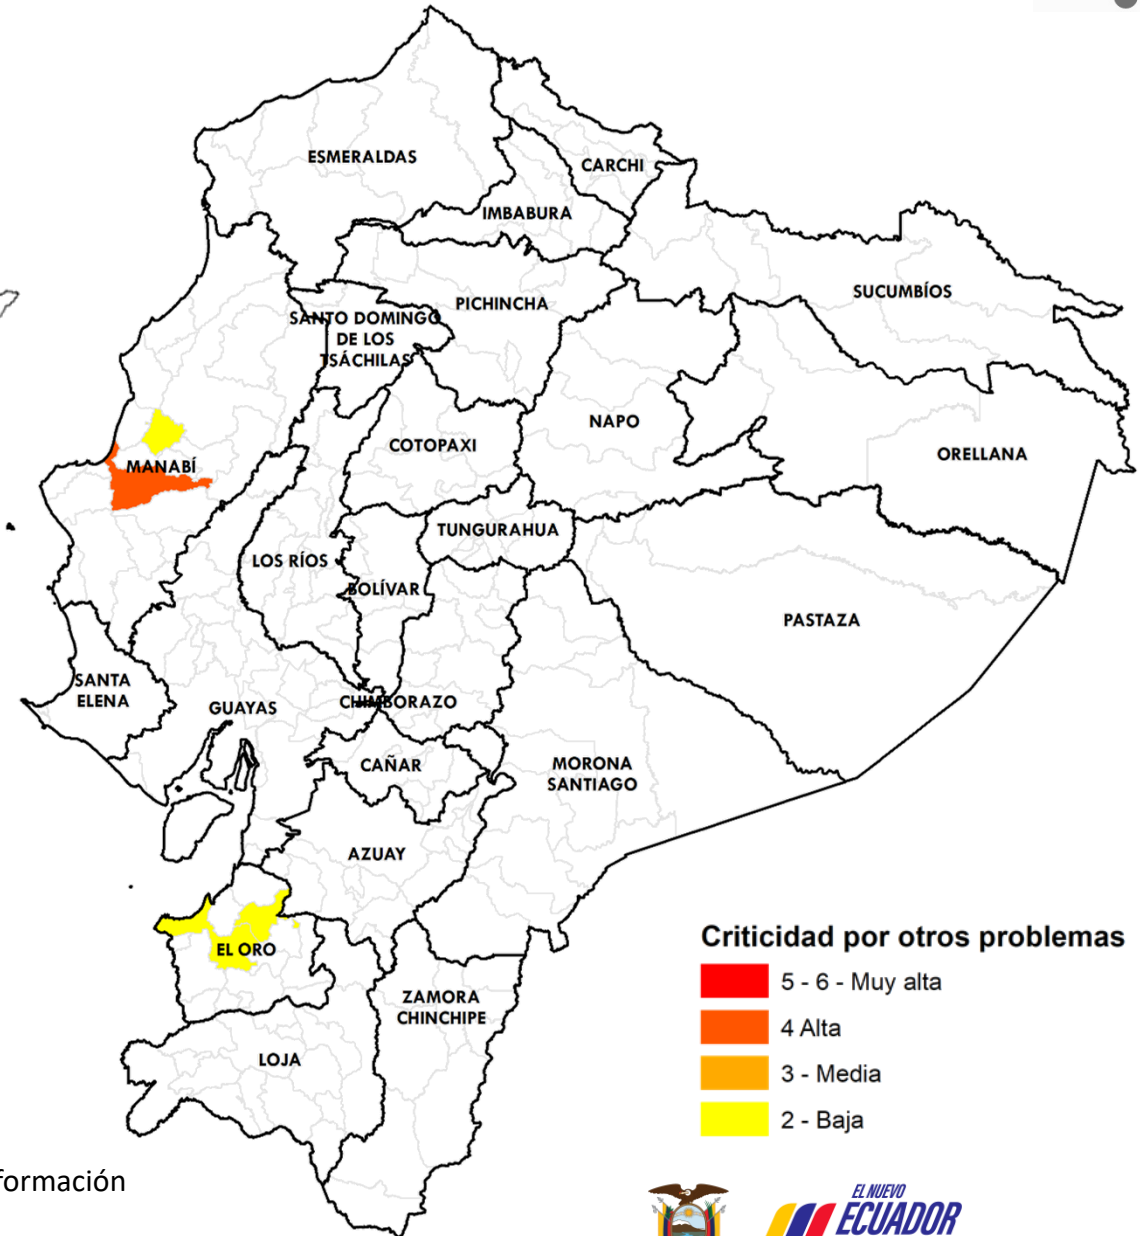 ESMERALDAS
CARCHI
IMBABURA
SUCUMBÍOS
PICHINCHA
SANTO DOMINGO
DE LOS
TSÁCHILAS
NAPO
COTOPAXI
ORELLANA
MANABÍ
TUNGURAHUA
LOS RÍOS
BOLÍVAR
PASTAZA
SANTA
ELENA
GUAYAS
CHIMBORAZO
CAÑAR
MORONA
SANTIAGO
AZUAY
EL ORO
ZAMORA
CHINCHIPE
LOJA
Criticidad por otros problemas
5 - 6 - Muy alta
4 Alta
3 - Media
2 - Baja
formación
EL NUEVO
ECUADOR